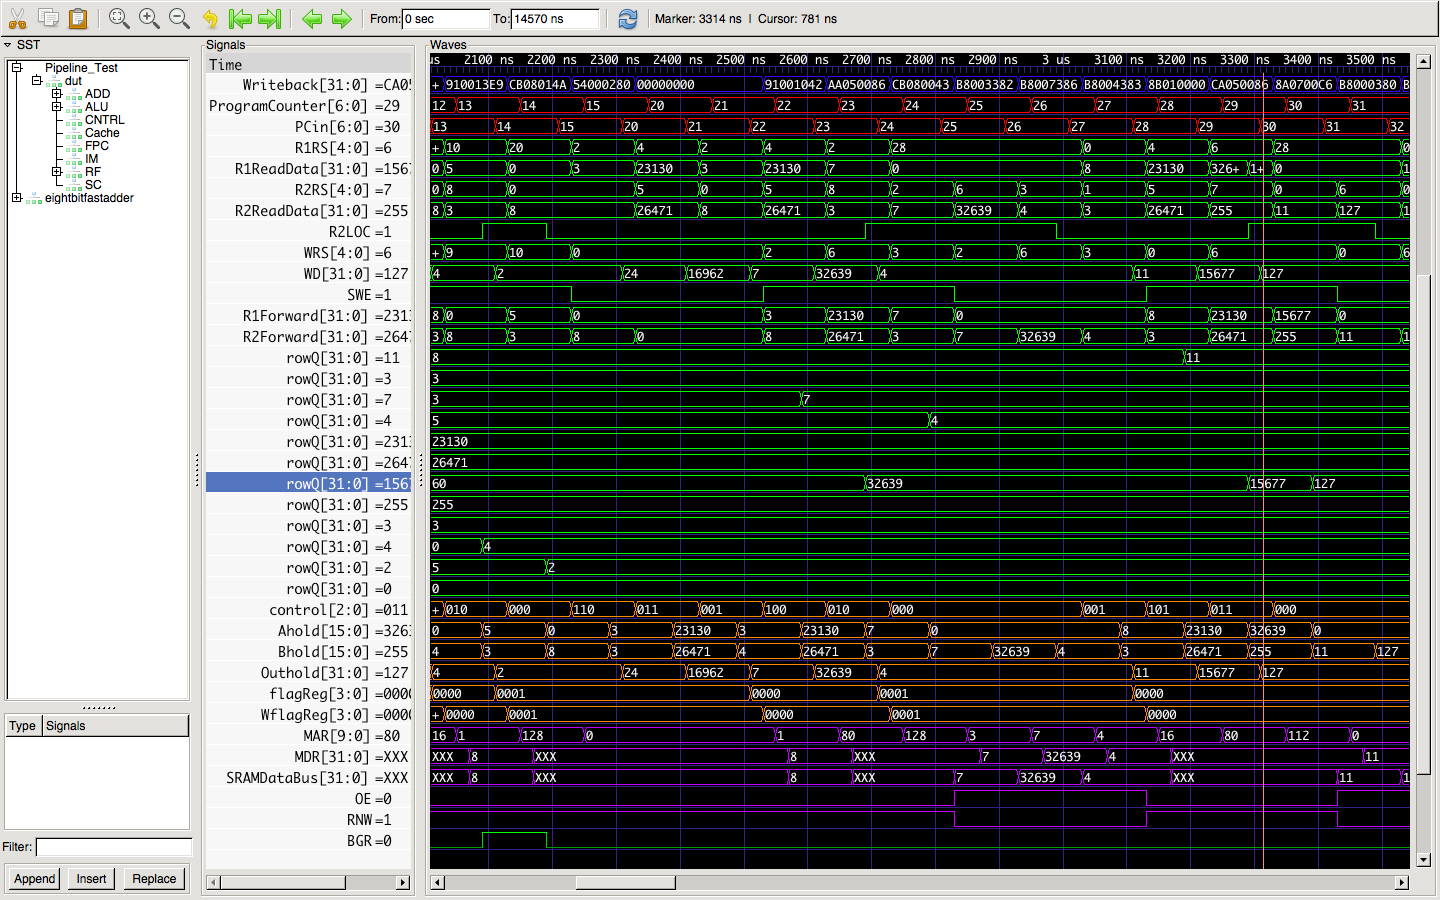 From: 0 sec To: 14570 ns Marker: 3314 ns | Cursor: 781 ns
SST
Pipeline_Test
dut
ADD
ALU
CNTRL
Cache
FPC
IM
RF
SC
eightbitfastadder
Type Signals
Filter:
Append Insert Replace
Signals
Time
Writeback[31:0] =CA05
ProgramCounter[6:0] =29
PCin[6:0] =30
R1RS[4:0] =6
R1ReadData[31:0] =1567
R2RS[4:0] =7
R2ReadData[31:0] =255
R2LOC =1
WRS[4:0] =6
WD[31:0] =127
SWE =1
R1Forward[31:0] =2313
R2Forward[31:0] =2647
rowQ[31:0] =11
rowQ[31:0] =3
rowQ[31:0] =7
rowQ[31:0] =4
rowQ[31:0] =2313
rowQ[31:0] =2647
rowQ[31:0] =1567
rowQ[31:0] =255
rowQ[31:0] =3
rowQ[31:0] =4
rowQ[31:0] =2
rowQ[31:0] =0
control[2:0] =011
Ahold[15:0] =3263
Bhold[15:0] =255
Outhold[31:0] =127
flagReg[3:0] =0000
WflagReg[3:0] =0000
MAR[9:0] =80
MDR[31:0] =XXX
SRAMDataBus[31:0] =XXX
OE =0
RNW =1
BGR =0
Waves
us 2100 ns 2200 ns 2300 ns 2400 ns 2500 ns 2600 ns 2700 ns 2800 ns 2900 ns 3 us 3100 ns 3200 ns 3300 ns 3400 ns 3500 ns
+ 910013E9 CB08014A 54000280 00000000 91001042 AA050086 CB080043 B8003382 B8007386 B8004383 8B010000 CA050086 8A0700C6 B8000380 B
12 13 14 15 20 21 22 23 24 25 26 27 28 29 30 31
13 14 15 20 21 22 23 24 25 26 27 28 29 30 31 32
+ 10 20 2 4 2 4 2 28 0 4 6 28 0
0 5 0 3 23130 3 23130 7 0 8 23130 326+ 1+ 0 1
0 8 0 5 0 5 8 2 6 3 1 5 7 0 6 0
8 3 8 26471 8 26471 3 7 32639 4 3 26471 255 11 127 1
+ 9 10 0 2 6 3 2 6 3 0 6 0 6
4 2 24 16962 7 32639 4 11 15677 127
8 0 5 0 3 23130 7 0 8 23130 15677 0
3 8 3 8 0 8 26471 3 7 32639 4 3 26471 255 11 1
8 11
3
3 7
5 4
23130
26471
60 32639 15677 127
255
3
0 4
5 2
0
+ 010 000 110 011 001 100 010 000 001 101 011 000
0 5 0 3 23130 3 23130 7 0 8 23130 32639 0
4 3 8 3 26471 4 26471 3 7 32639 4 3 26471 255 11 127
4 2 24 16962 7 32639 4 11 15677 127
0000 0001 0000 0001 0000
+ 0000 0001 0000 0001 0000
16 1 128 0 1 80 128 3 7 4 16 80 112 0
XXX 8 XXX 8 XXX 7 32639 4 XXX 11
XXX 8 XXX 8 XXX 7 32639 4 XXX 11 1